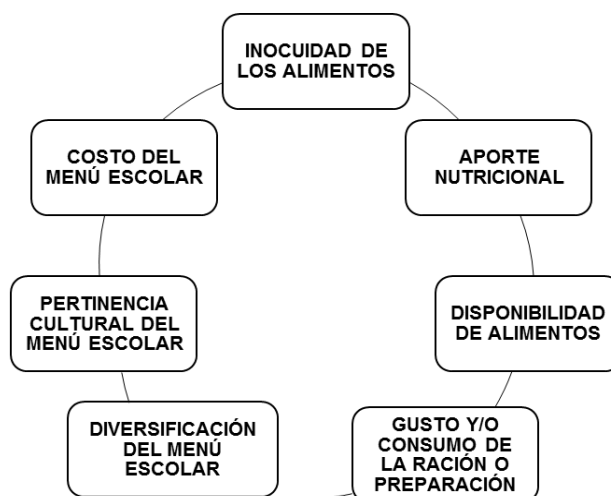 INOCUIDAD DE
LOS ALIMENTOS
APORTE
NUTRICIONAL
DISPONIBILIDAD
DE ALIMENTOS
GUSTO Y/O
CONSUMO DE
LA RACIÓN O
PREPARACIÓN
DIVERSIFICACIÓN
DEL MENÚ
ESCOLAR
PERTINENCIA
CULTURAL DEL
MENÚ ESCOLAR
COSTO DEL
MENÚ ESCOLAR